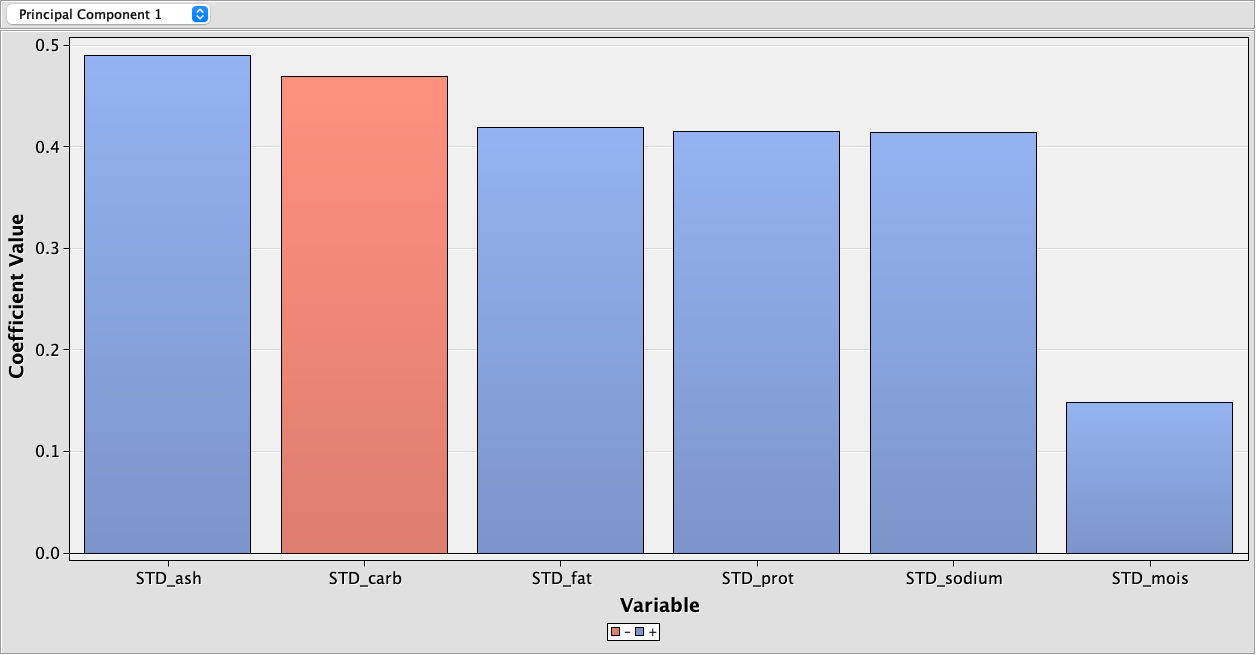 Principal Component 1
0.5
0.4
0.3
0.2
0.1
0.0
Coefficient Value
STD_ash STD_carb STD_fat STD_prot STD_sodium STD_mois
Variable
- +